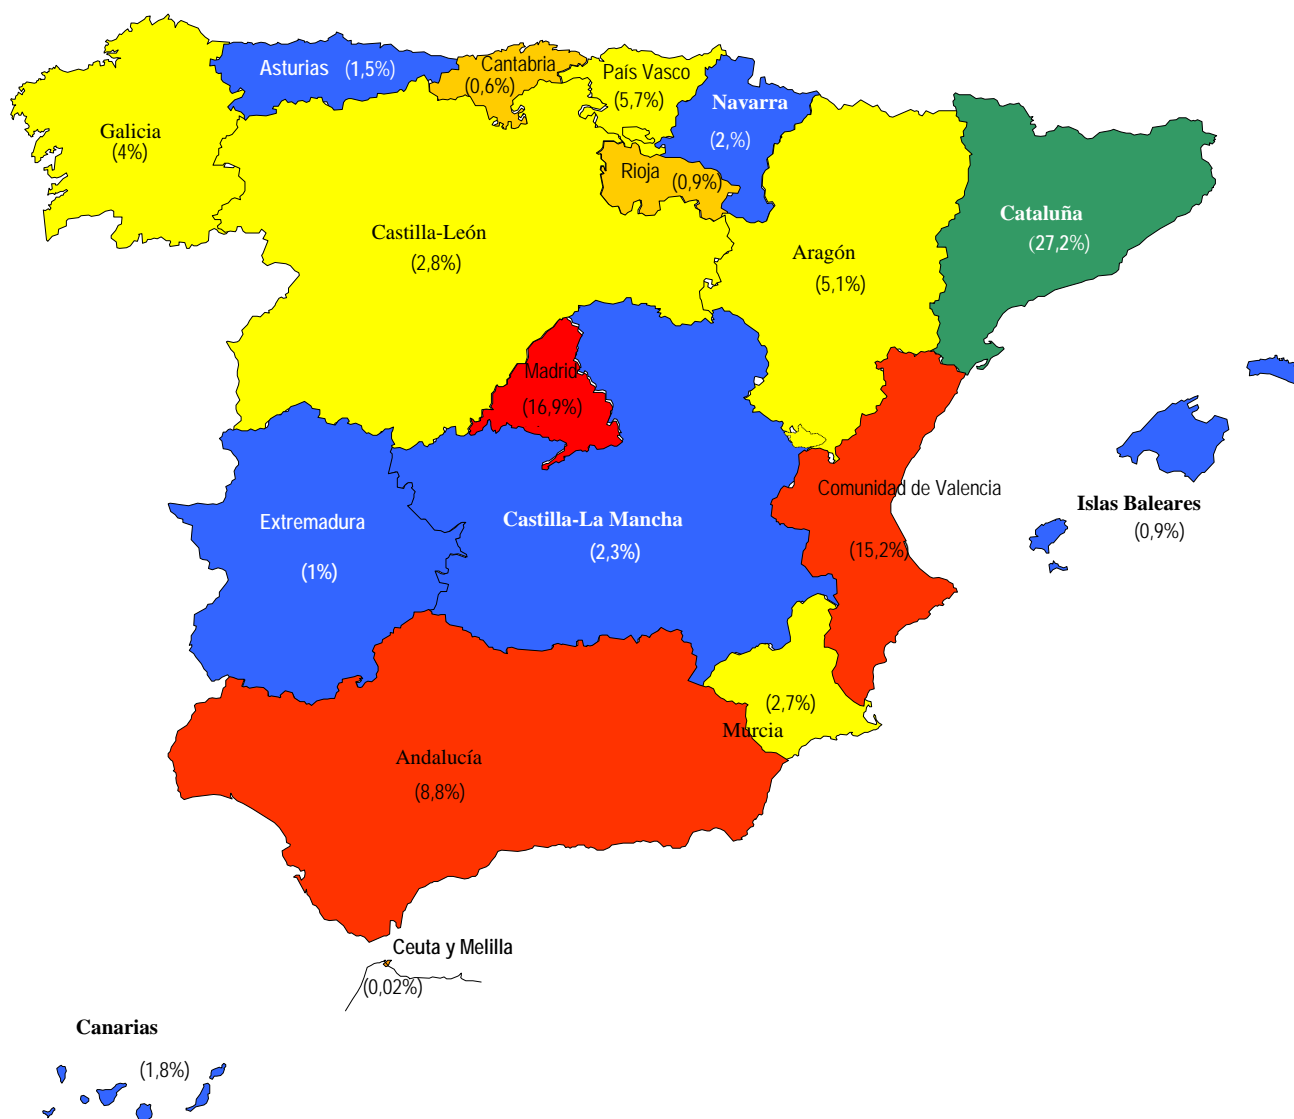 Asturias (1,5%)
Cantabria
(0,6%)
País Vasco
(5,7%)
Navarra
(2,%)
Galicia
(4%)
Rioja (0,9%)
Castilla-León
(2,8%)
Aragón
(5,1%)
Cataluña
(27,2%)
Madrid
(16,9%)
Comunidad de Valencia
(15,2%)
Islas Baleares
(0,9%)
Extremadura
(1%)
Castilla-La Mancha
(2,3%)
(2,7%)
Murcia
Andalucía
(8,8%)
Ceuta y Melilla
(0,02%)
Canarias
(1,8%)